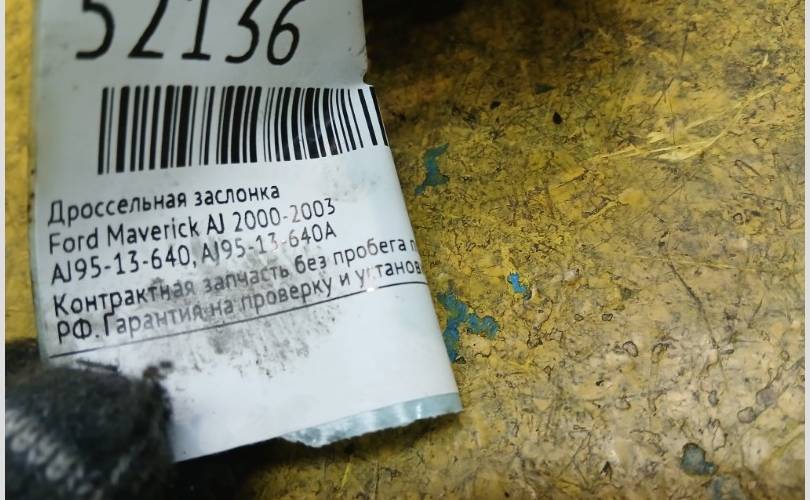 52136
Дроссельная заслонка
Ford Maverick AJ 2000-2003
AJ95-13-640, AJ95-13-640A
Контрактная запчасть без пробега
РФ. Гарантия на проверку и